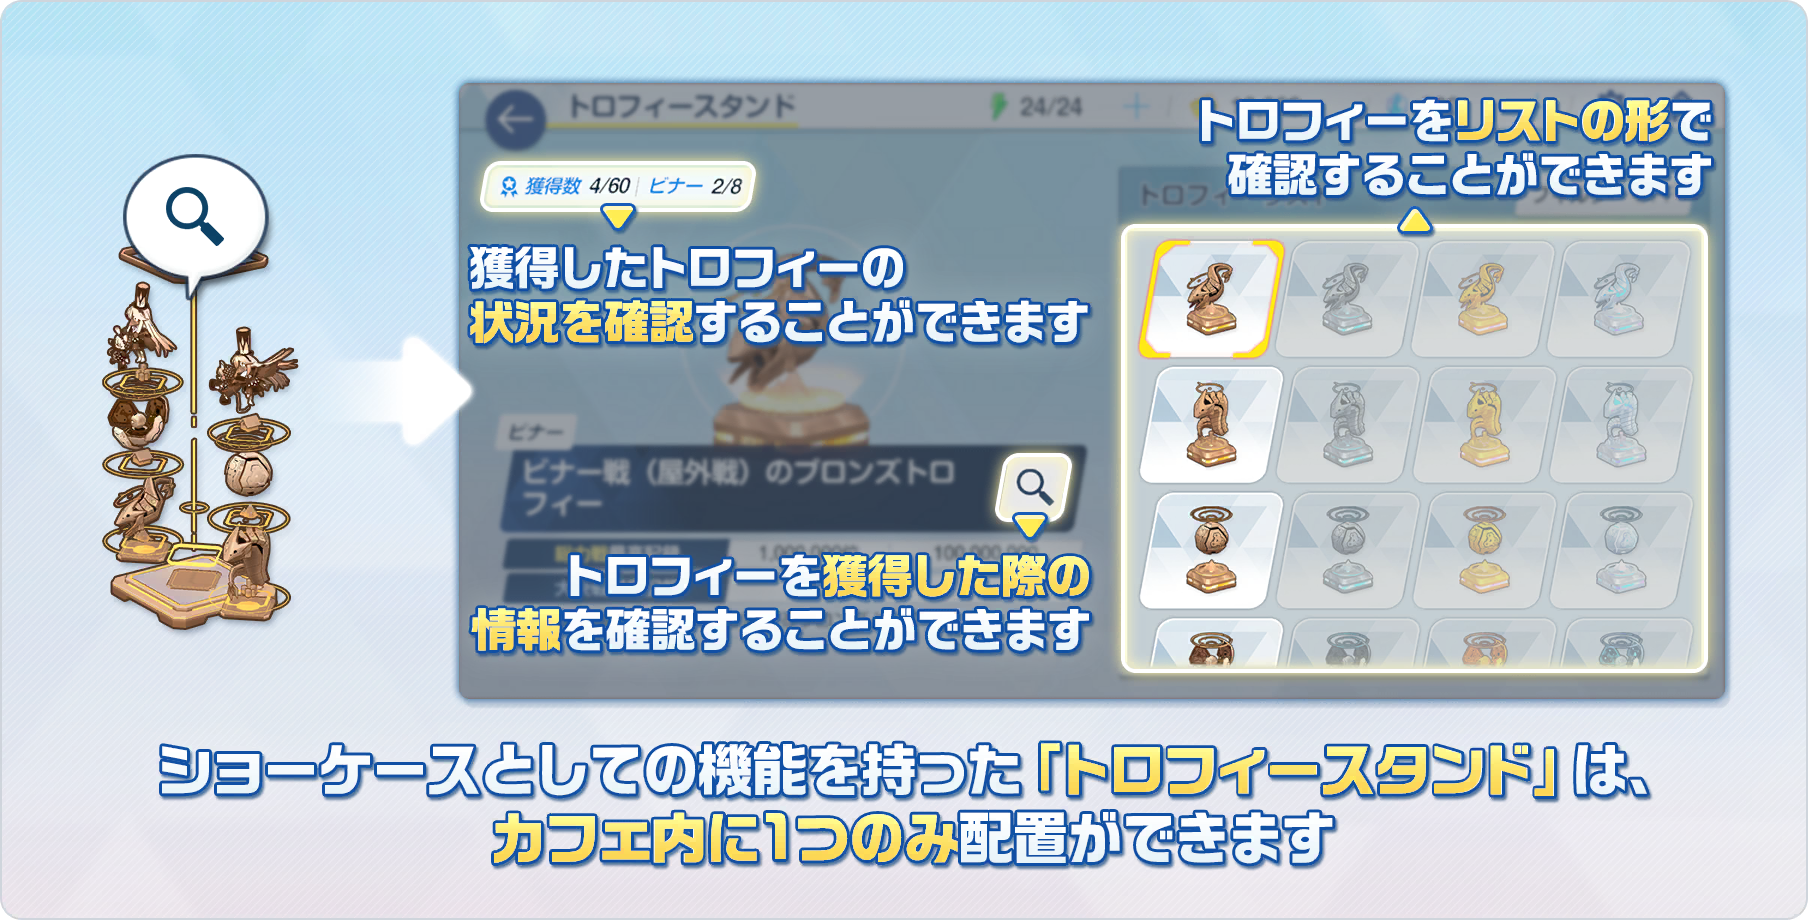 トロフィースタンド
24/24
トロフィーをリストの形で
確認することができます
獲得数 4/60 ビナー 2/8
獲得したトロフィーの
状況を確認することができます
ビナー
ビナー戦（屋外戦）のブロンズトロ
フィー
トロフィーを獲得した際の
情報を確認することができます
ショーケースとしての機能を持った「トロフィースタンド」は、
カフェ内に1つのみ配置ができます